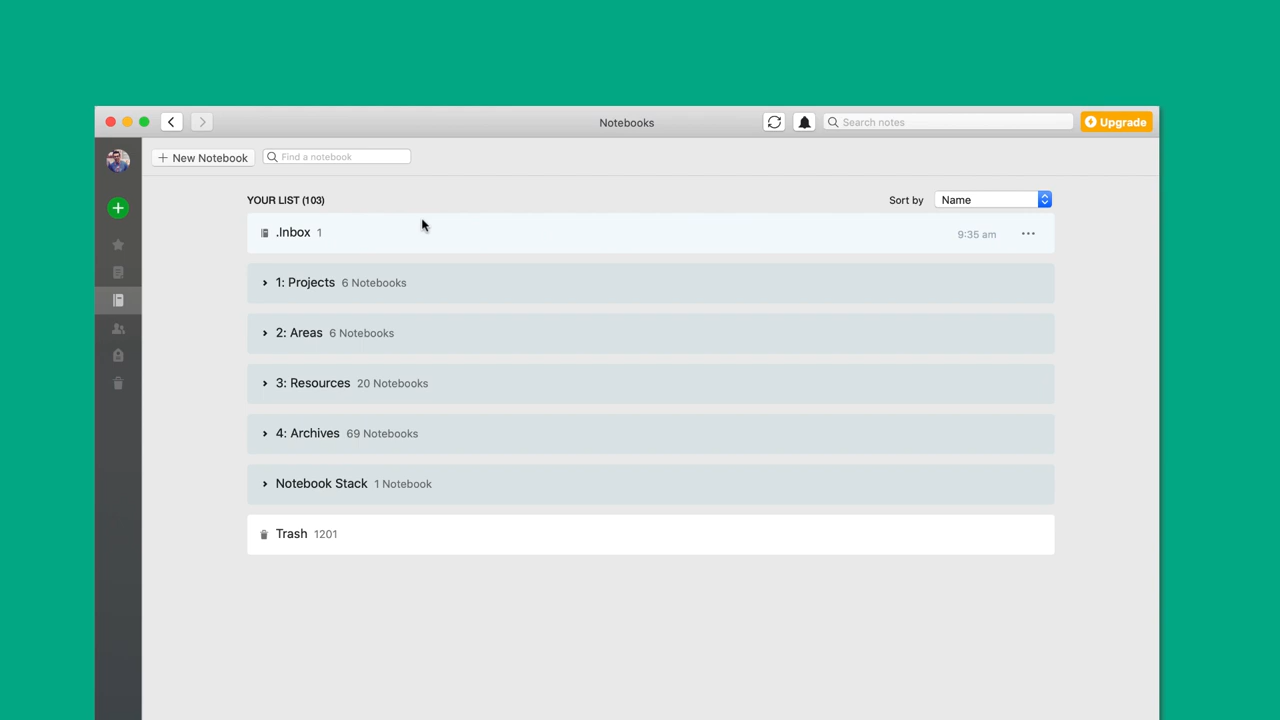 Notebooks
Search notes
Upgrade
New Notebook
Find a notebook
YOUR LIST (103)
Sort by
Name
.Inbox 1
9:35 am
1: Projects 6 Notebooks
2: Areas 6 Notebooks
3: Resources 20 Notebooks
4: Archives 69 Notebooks
Notebook Stack 1 Notebook
Trash 1201